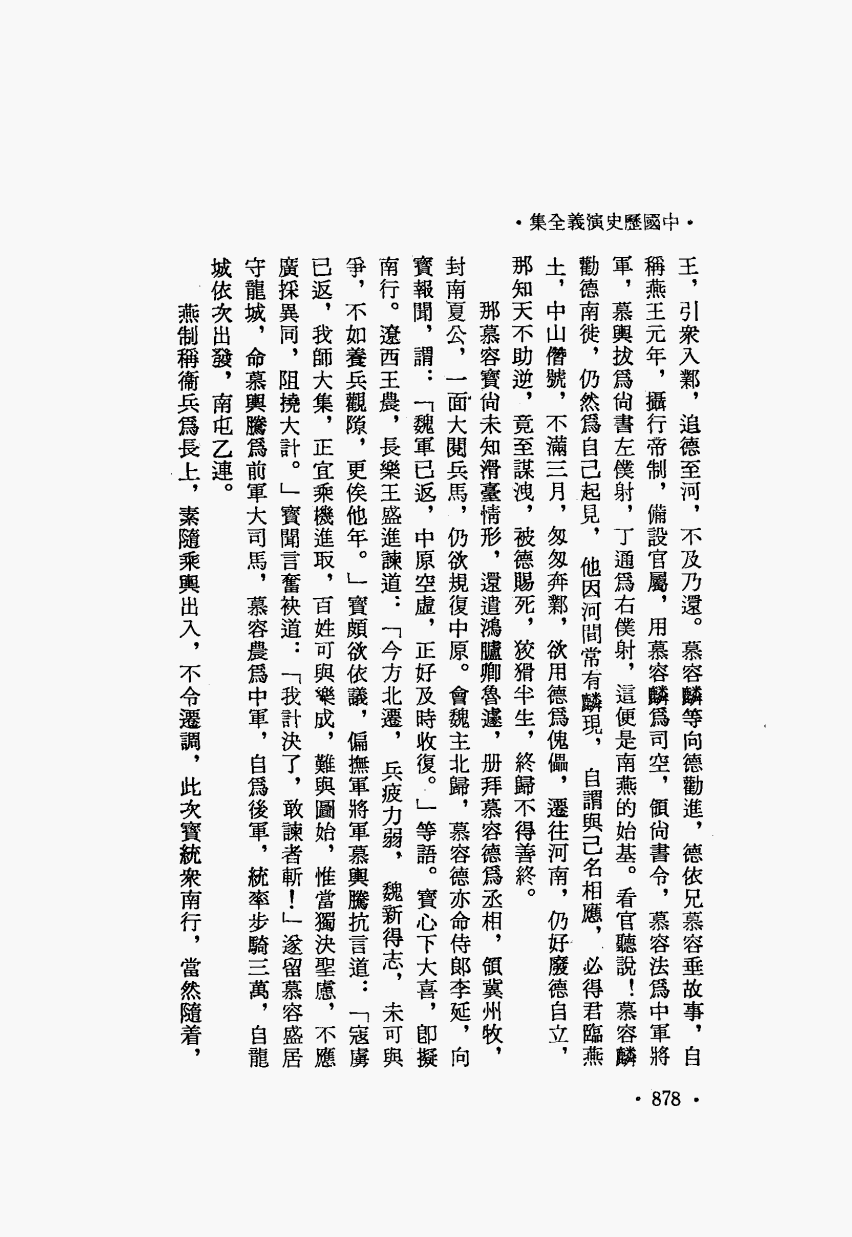 •中國歷史演義全集•
王，引衆入鄴，追德至河，不及乃還。慕容麟等向德勸進，德依兄慕容垂故事，自
稱燕王元年，攝行帝制，備設官屬，用慕容麟爲司空，領尙書令，慕容法爲中軍將
軍，慕輿拔爲尙書左僕射，丁通爲右僕射，這便是南燕的始基。看官聽說！慕容麟
勸德南徙，仍然爲自己起見，他因河間常有麟現，自謂與己名相應，必得君臨燕
土，中山僭號，不滿三月，匆匆奔鄴，欲用德爲傀儡，遷往河南，仍好廢德自立，
那知天不助逆，竟至謀洩，被德賜死，狡猾半生，終歸不得善終。
那慕容寶尙未知滑臺情形，還遣鴻臚卿魯邃，册拜慕容德爲丞相，領冀州牧，
封南夏公，一面大閱兵馬，仍欲規復中原。會魏主北歸，慕容德亦命侍郎李延，向
寶報聞，謂：「魏軍已返，中原空虛，正好及時收復。」等語。寶心下大喜，卽擬
南行。遼西王農，長樂王盛進諫道：「今方北遷，兵疲力弱，魏新得志，未可與
爭，不如養兵觀隙，更俟他年。」寶頗欲依議，偏撫軍將軍慕輿騰抗言道：「寇虜
已返，我師大集，正宜乘機進取，百姓可與樂成，難與圖始，惟當獨決聖慮，不應
廣採異同，阻撓大計。」寶聞言奮袂道：「我計決了，敢諫者斬！」遂留慕容盛居
守龍城，命慕輿騰爲前軍大司馬，慕容農爲中軍，自爲後軍，統率步騎三萬，自龍
城依次出發，南屯乙連。
燕制稱衞兵爲長上，素隨乘輿出入，不令遷調，此次寶統衆南行，當然隨着，
•878•